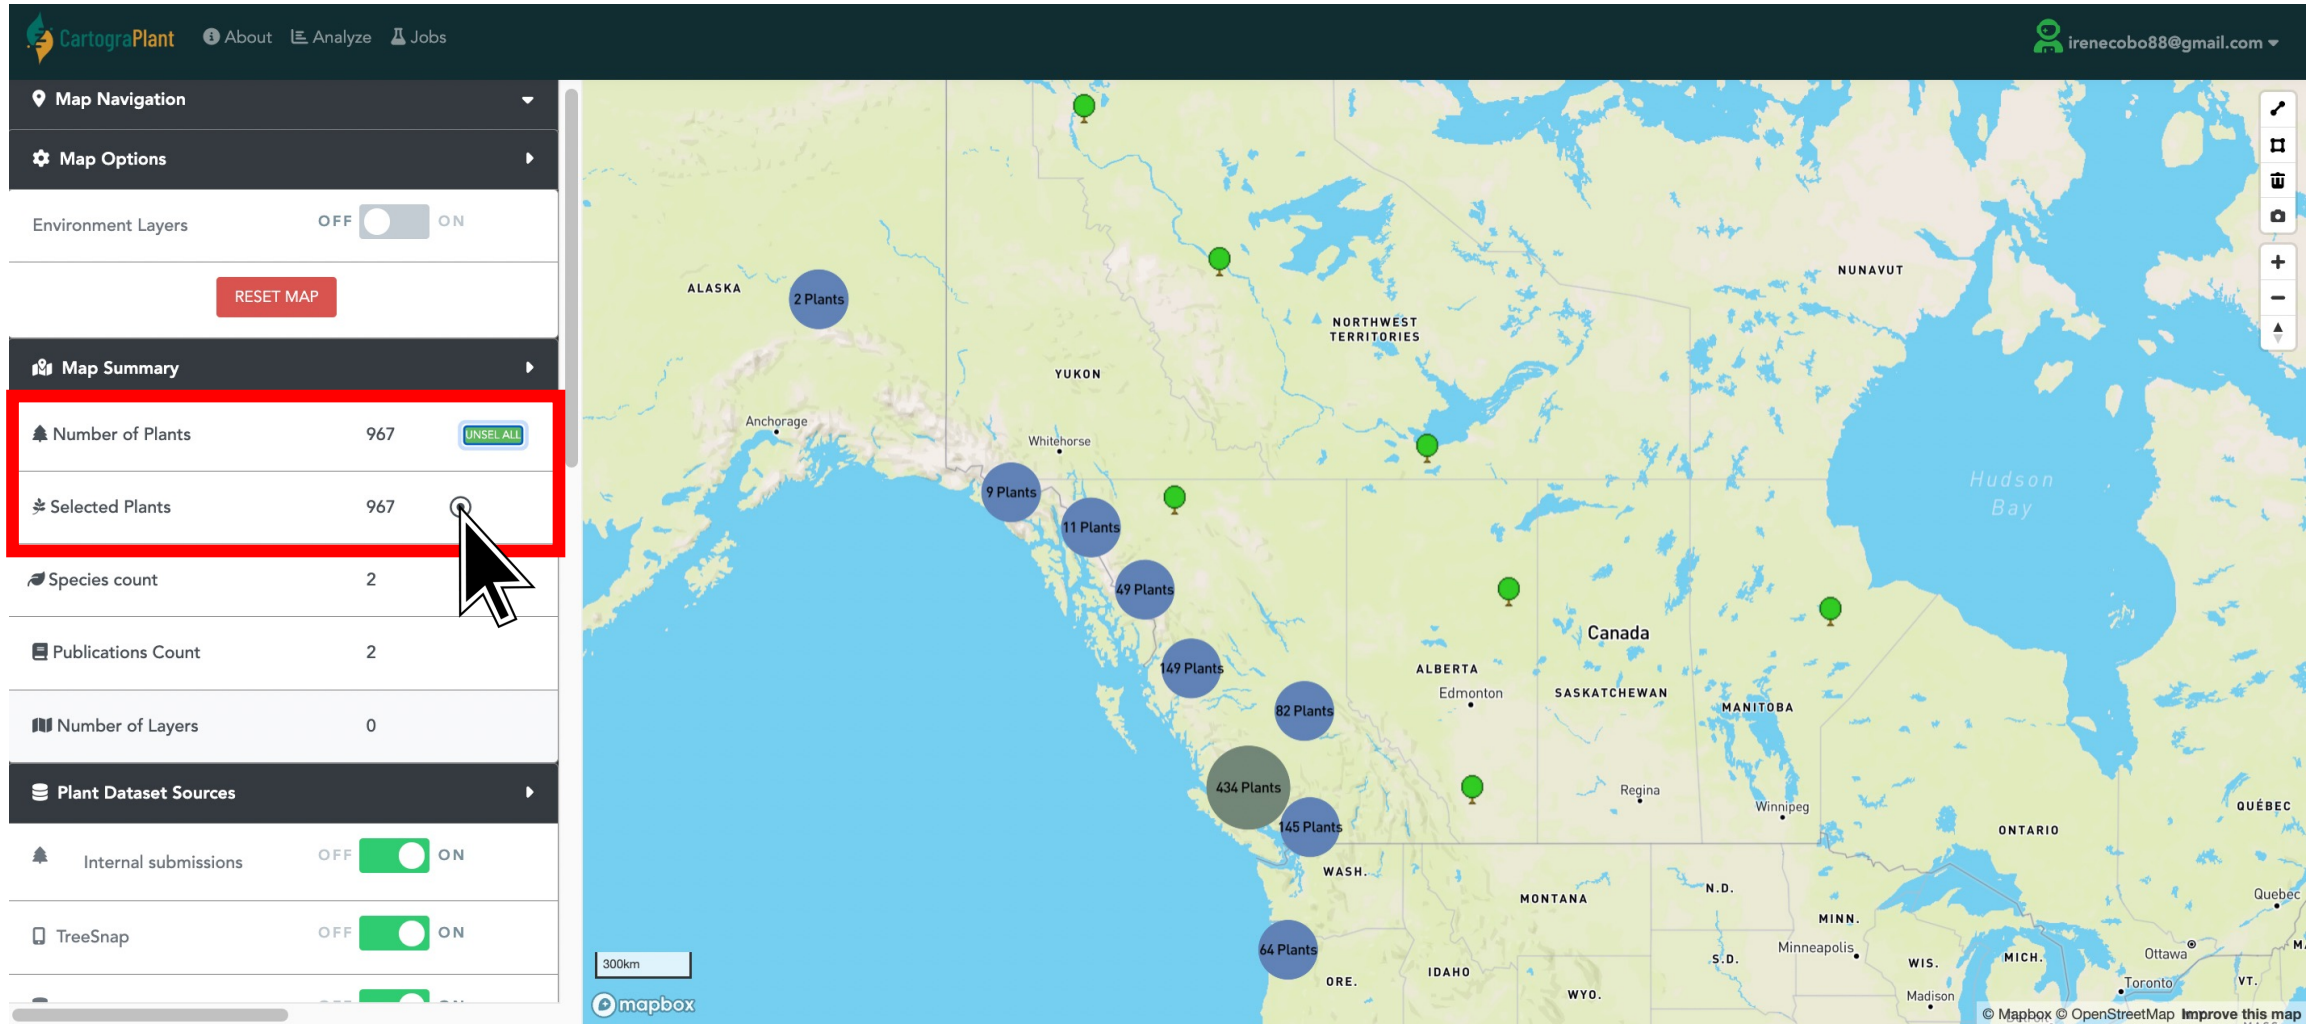 CartograPlant About Analyze Jobs irenecobo88@gmail.com
Map Navigation
Map Options
Environment Layers OFF ON
RESET MAP
Map Summary
Number of Plants 967 UNSEL ALL
Selected Plants 967
Species count 2
Publications Count 2
Number of Layers 0
Plant Dataset Sources
Internal submissions OFF ON
TreeSnap OFF ON
ALASKA
2 Plants
NUNAVUT
NORTHWEST
TERRITORIES
YUKON
Anchorage
Whitehorse
9 Plants
Hudson
Bay
11 Plants
49 Plants
Canada
149 Plants
ALBERTA
Edmonton
SASKATCHEWAN
82 Plants
MANITOBA
434 Plants
Regina
Winnipeg
QUÉBEC
145 Plants
ONTARIO
WASH.
N.D.
MONTANA
Quebec
MINN.
64 Plants
Minneapolis
Ottawa
S.D.
WIS.
MICH.
300km
IDAHO
ORE.
Toronto
VT.
WYO.
Madison
mapbox
© Mapbox © OpenStreetMap Improve this map